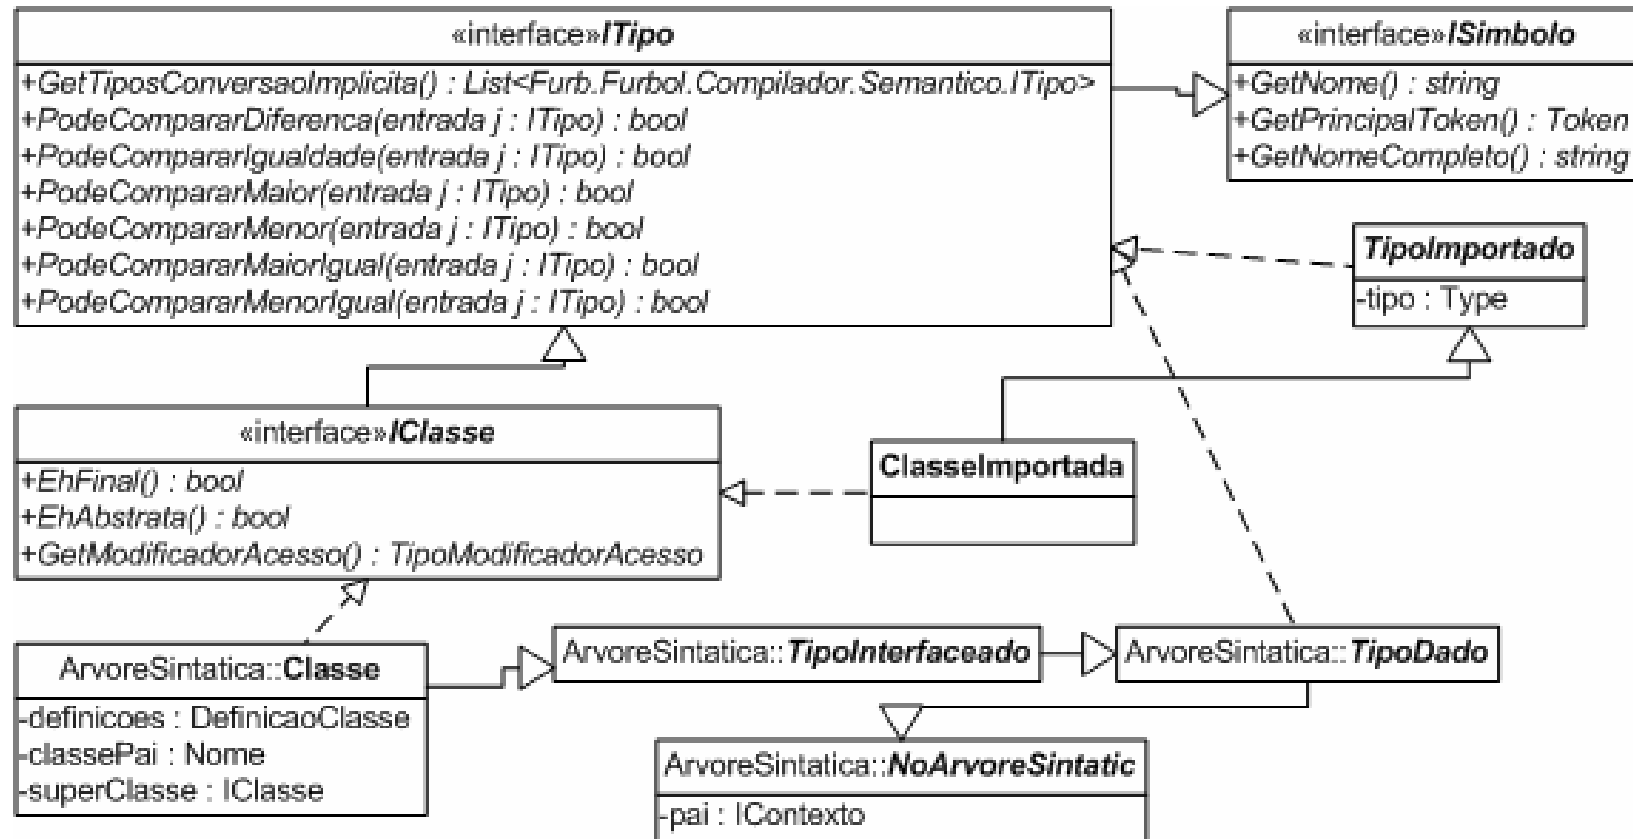 «interface»ITipo
+GetTiposConversaoImplicita() : List<Furb.Furbol.Compilador.Semantico.ITipo>
+PodeCompararDiferenca(entrada j : ITipo) : bool
+PodeCompararIgualdade(entrada j : ITipo) : bool
+PodeCompararMaior(entrada j : ITipo) : bool
+PodeCompararMenor(entrada j : ITipo) : bool
+PodeCompararMaiorIgual(entrada j : ITipo) : bool
+PodeCompararMenorIgual(entrada j : ITipo) : bool
«interface»ISimbolo
+GetNome() : string
+GetPrincipalToken() : Token
+GetNomeCompleto() : string
TipoImportado
-tipo : Type
«interface»IClasse
+EhFinal() : bool
+EhAbstrata() : bool
+GetModificadorAcesso() : TipoModificadorAcesso
ClasseImportada
ArvoreSintatica::Classe
-definicoes : DefinicaoClasse
-classePai : Nome
-superClasse : IClasse
ArvoreSintatica::TipoInterfaceado
ArvoreSintatica::TipoDado
ArvoreSintatica::NoArvoreSintatic
-pai : IContexto